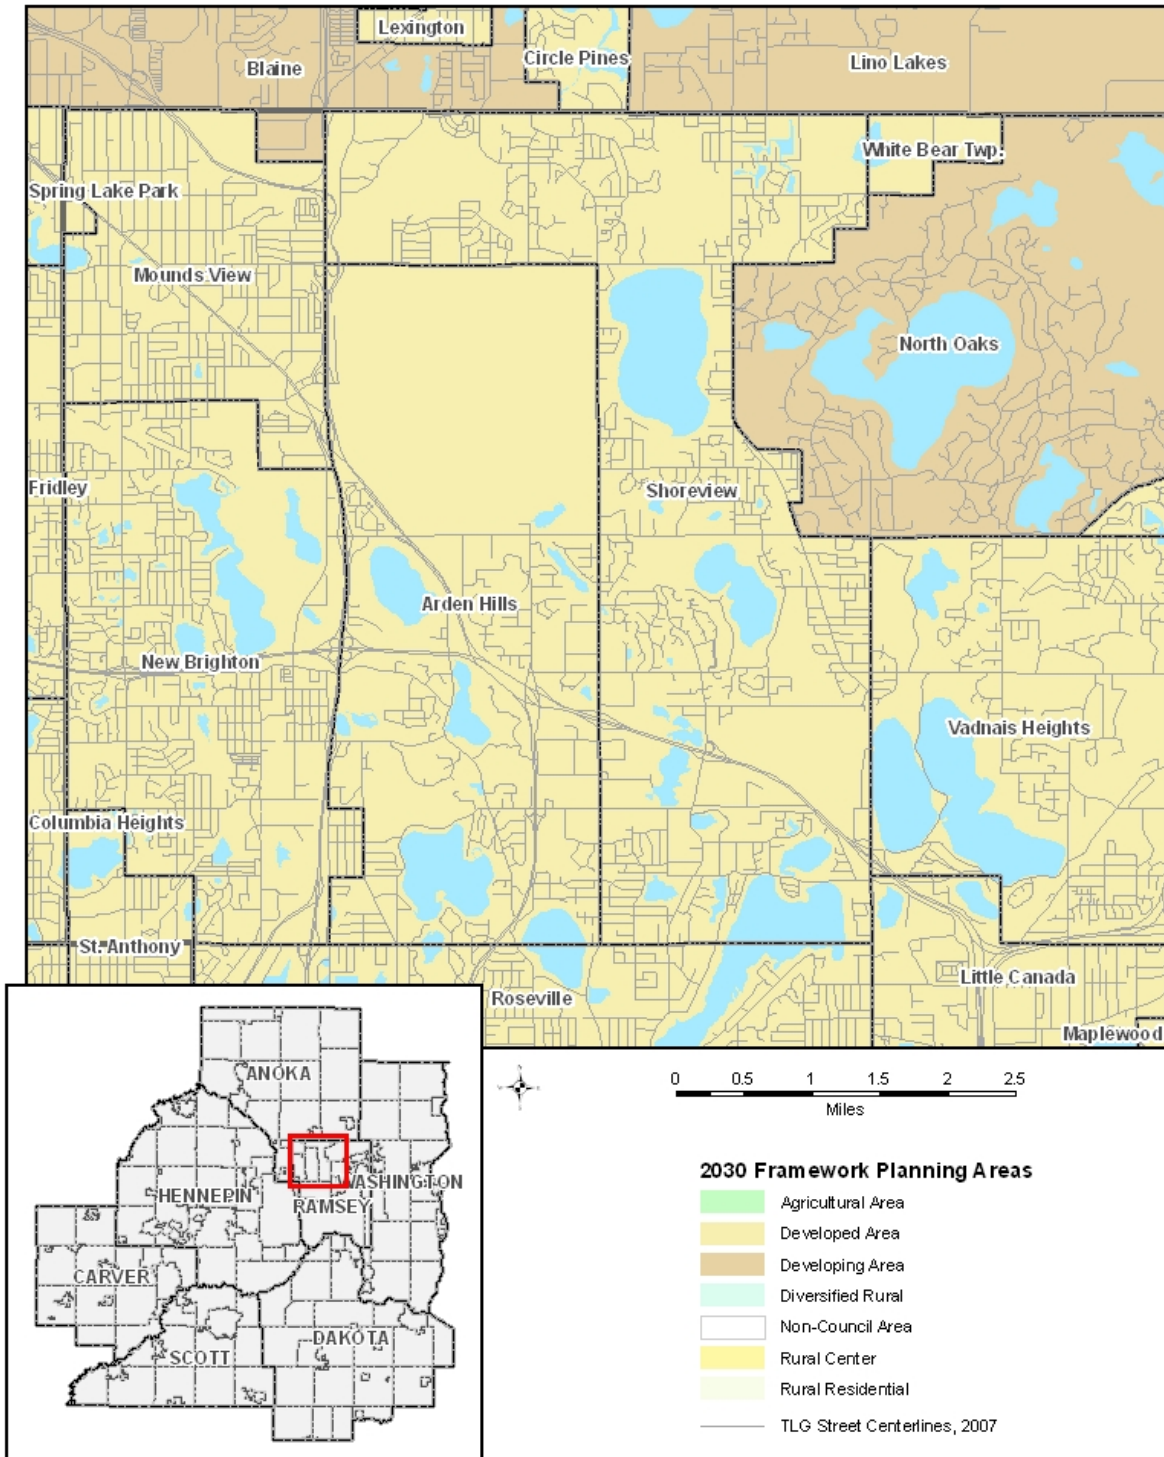 Lexington
Circle Pines
Blaine
Lino Lakes
White Bear Twp.
Spring Lake Park
Mounds View
North Oaks
Fridley
Shoreview
Arden Hills
New Brighton
Vadnais Heights
Columbia Heights
St. Anthony
Little Canada
Roseville
Maplewood
ANOKA
WASHINGTON
HENNEPIN
RAMSEY
CARVER
DAKOTA
SCOTT
0 0.5 1 1.5 2 2.5
Miles
2030 Framework Planning Areas
Agricultural Area
Developed Area
Developing Area
Diversified Rural
Non-Council Area
Rural Center
Rural Residential
TLG Street Centerlines, 2007